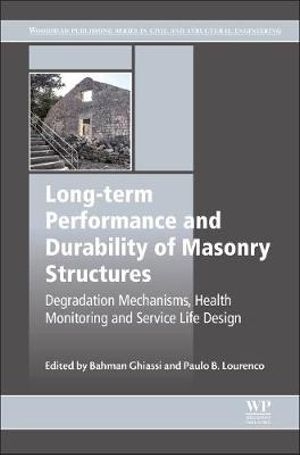 WOODHEAD PUBLISHING SERIES IN CIVIL AND STRUCTURAL ENGINEERING
Long-term
Performance and
Durability of Masonry
Structures
Degradation Mechanisms, Health
Monitoring and Service Life Design
Edited by Bahman Ghiassi and Paulo B. Lourenco
WP